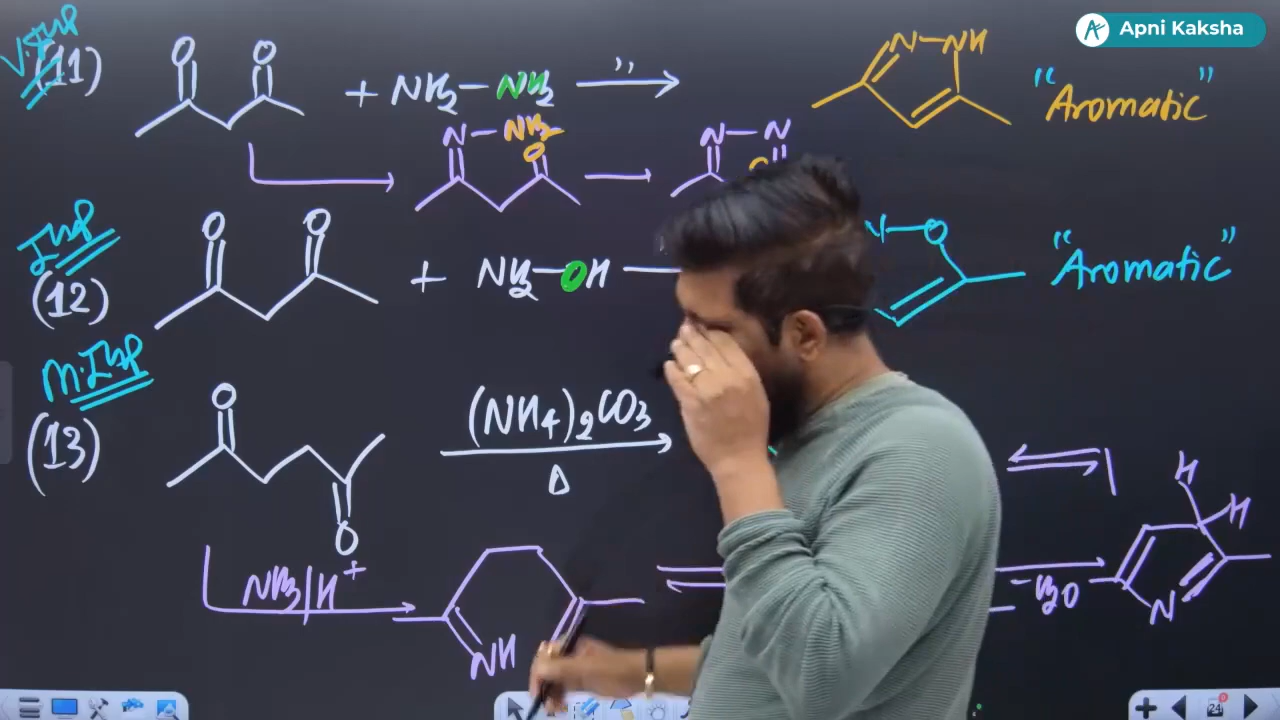 Apni Kaksha
V.Imp
(11)
O O
+ NH2 – NH2
"
N NH
"Aromatic"
N – NH2
O
N – N
Imp
(12)
O O
+ NH2 – OH
O
"Aromatic"
M.Imp
(13)
O
O
(NH4)2CO3
Δ
NH3/H+
NH
-H2O
H
H
N
24